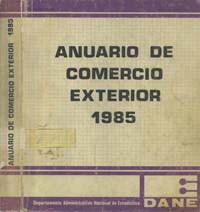 ANUARIO DE COMERCIO EXTERIOR 1985
ANUARIO DE
COMERCIO
EXTERIOR
1985
Departamento Administrativo Nacional de Estadística
DANE